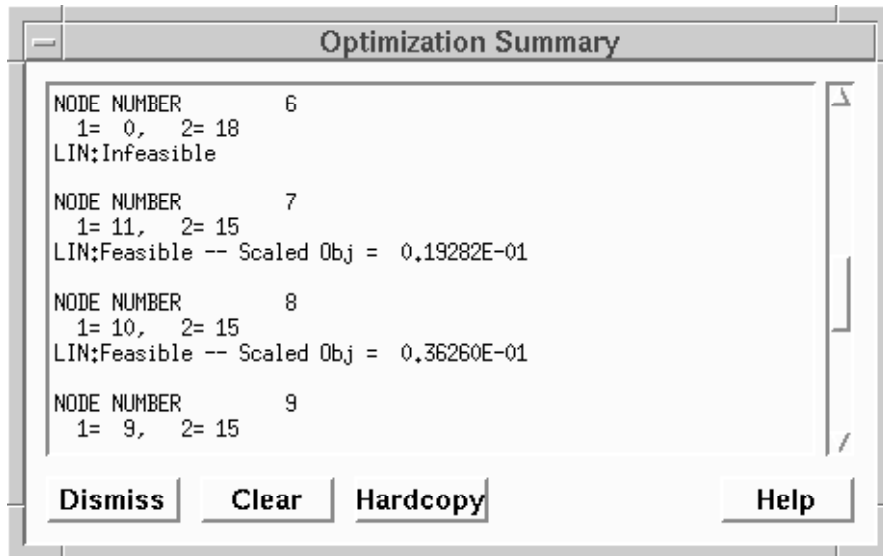 Optimization Summary
NODE NUMBER 6
1= 0, 2= 18
LIN:Infeasible
NODE NUMBER 7
1= 11, 2= 15
LIN:Feasible -- Scaled Obj = 0.19282E-01
NODE NUMBER 8
1= 10, 2= 15
LIN:Feasible -- Scaled Obj = 0.36260E-01
NODE NUMBER 9
1= 9, 2= 15
Dismiss Clear Hardcopy Help